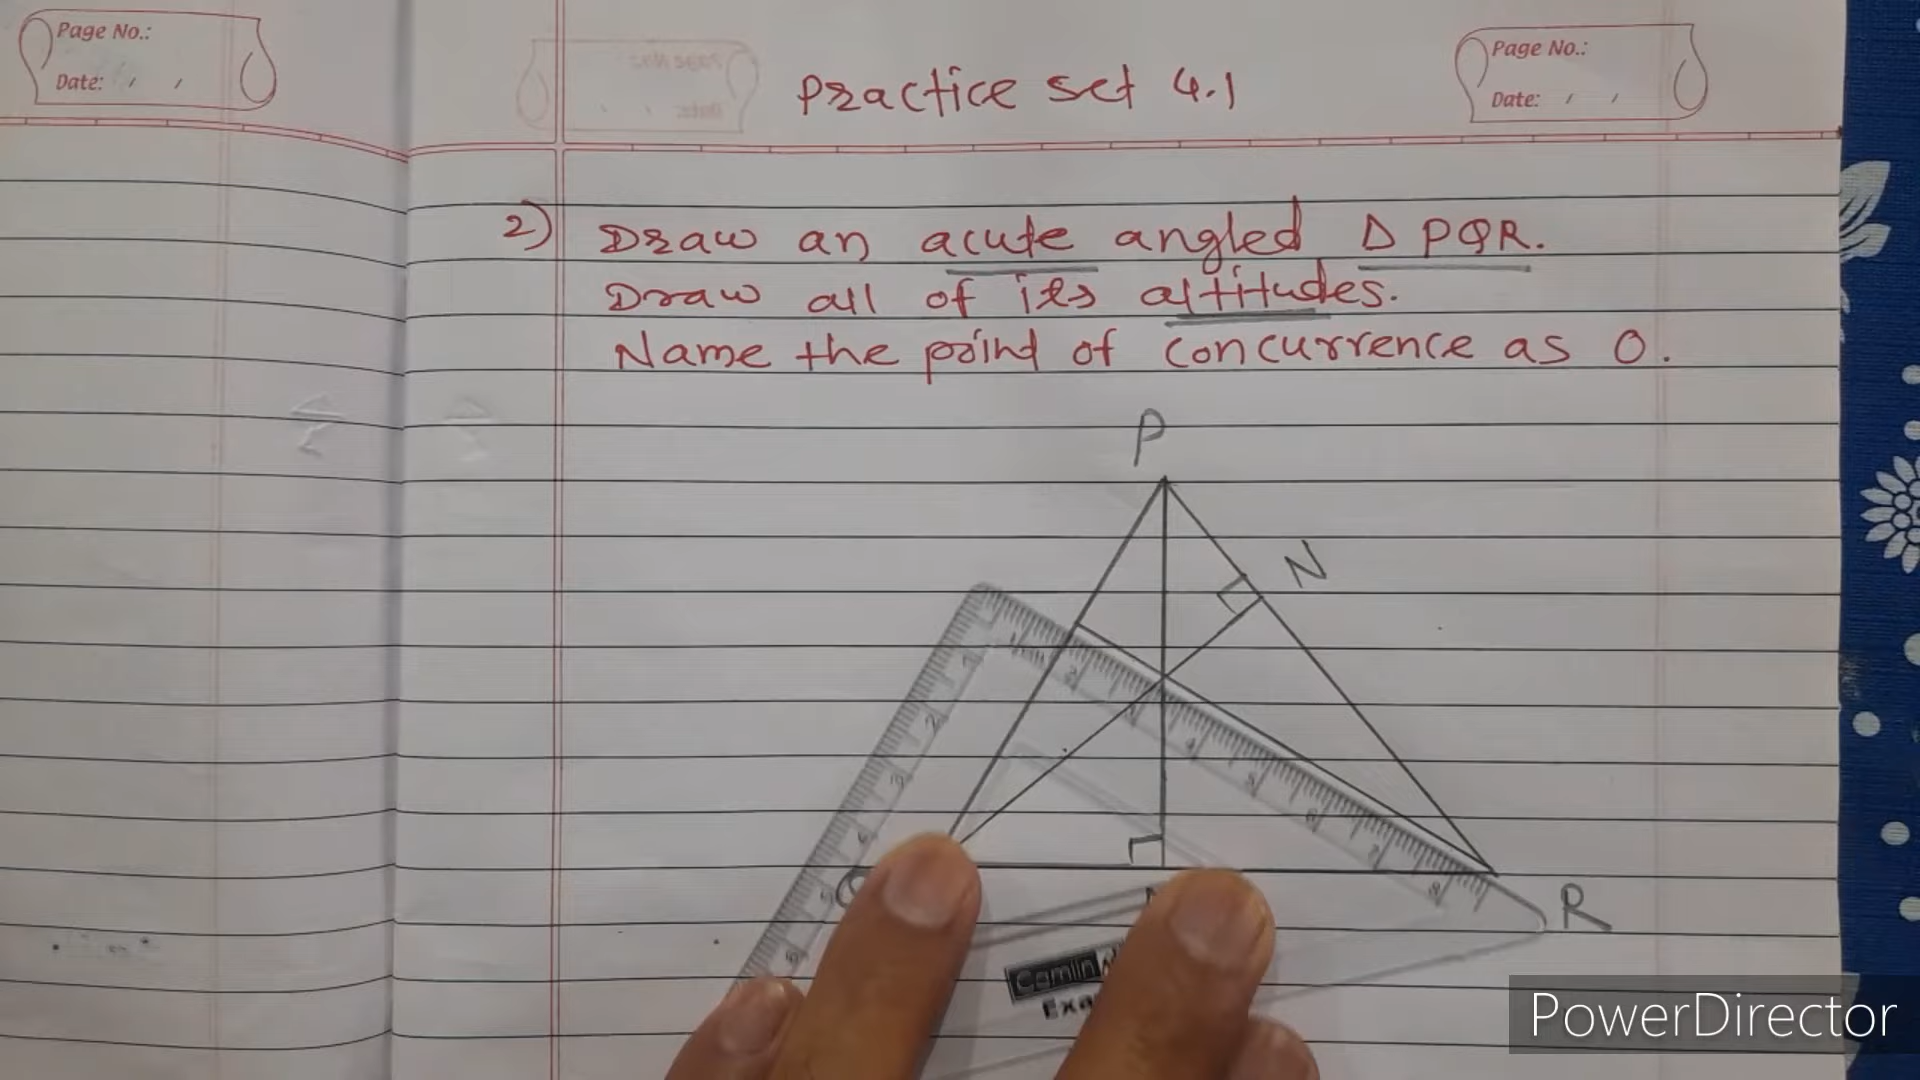 Page No.:
Date: / /
Page No.:
Date: / /
Practice set 4.1
2) Draw an acute angled Δ PQR.
Draw all of its altitudes.
Name the point of concurrence as O.
P
N
R
Camlin
PowerDirector